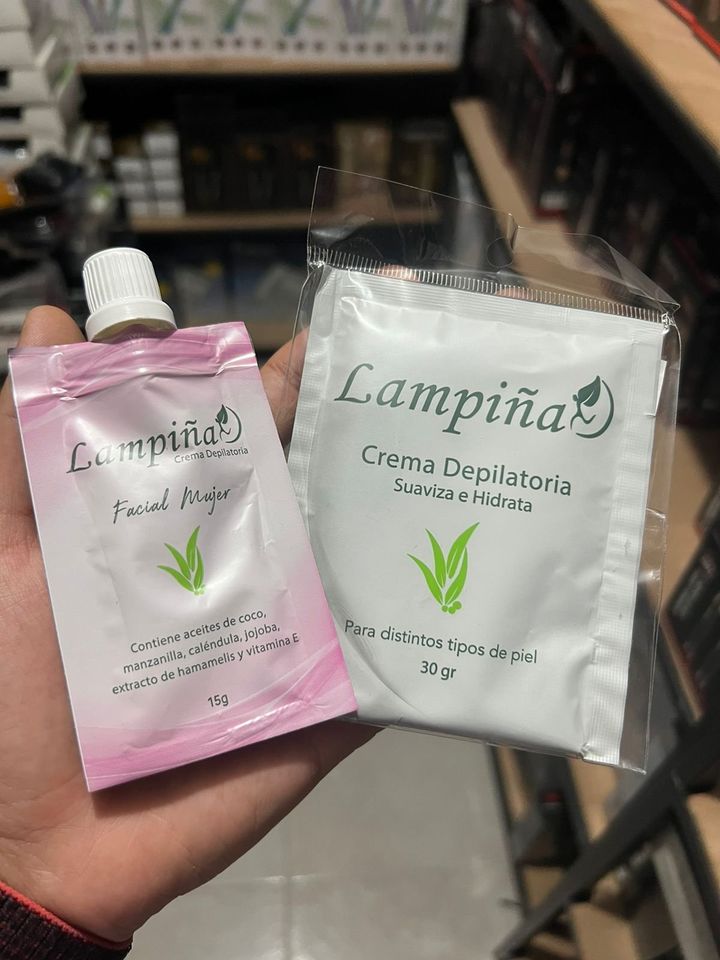 Lampiña
Crema Depilatoria
Facial Mujer
Contiene aceites de coco,
manzanilla, caléndula, jojoba,
extracto de hamamelis y vitamina E
15g
Lampiña
Crema Depilatoria
Suaviza e Hidrata
Para distintos tipos de piel
30 gr